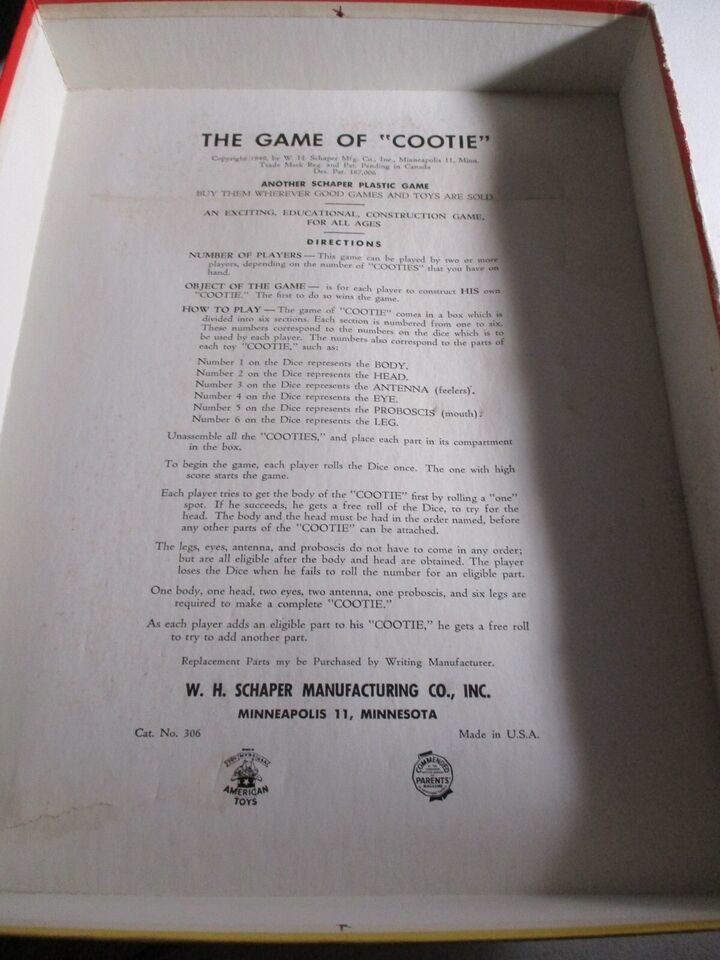 THE GAME OF "COOTIE"
Copyright 1949, by W. H. Schaper Mfg. Co., Inc., Minneapolis 11, Minn.
Trade Mark Reg. and Pat. Pending in Canada
Des. Pat. 167,006
ANOTHER SCHAPER PLASTIC GAME
BUY THEM WHEREVER GOOD GAMES AND TOYS ARE SOLD
AN EXCITING, EDUCATIONAL, CONSTRUCTION GAME,
FOR ALL AGES
DIRECTIONS
NUMBER OF PLAYERS — This game can be played by two or more
players, depending on the number of "COOTIES" that you have on
hand.
OBJECT OF THE GAME — is for each player to construct HIS own
"COOTIE." The first to do so wins the game.
HOW TO PLAY — The game of "COOTIE" comes in a box which is
divided into six sections. Each section is numbered from one to six.
These numbers correspond to the numbers on the dice which is to
be used by each player. The numbers also correspond to the parts of
each toy "COOTIE," such as:
Number 1 on the Dice represents the BODY.
Number 2 on the Dice represents the HEAD.
Number 3 on the Dice represents the ANTENNA (feelers).
Number 4 on the Dice represents the EYE.
Number 5 on the Dice represents the PROBOSCIS (mouth).
Number 6 on the Dice represents the LEG.
Unassemble all the "COOTIES," and place each part in its compartment
in the box.
To begin the game, each player rolls the Dice once. The one with high
score starts the game.
Each player tries to get the body of the "COOTIE" first by rolling a "one"
spot. If he succeeds, he gets a free roll of the Dice, to try for the
head. The body and the head must be had in the order named, before
any other parts of the "COOTIE" can be attached.
The legs, eyes, antenna, and proboscis do not have to come in any order;
but are all eligible after the body and head are obtained. The player
loses the Dice when he fails to roll the number for an eligible part.
One body, one head, two eyes, two antenna, one proboscis, and six legs are
required to make a complete "COOTIE."
As each player adds an eligible part to his "COOTIE," he gets a free roll
to try to add another part.
Replacement Parts my be Purchased by Writing Manufacturer.
W. H. SCHAPER MANUFACTURING CO., INC.
MINNEAPOLIS 11, MINNESOTA
Cat. No. 306 Made in U.S.A.
AMERICAN
TOYS
COMMENDED
PARENTS'
MAGAZINE